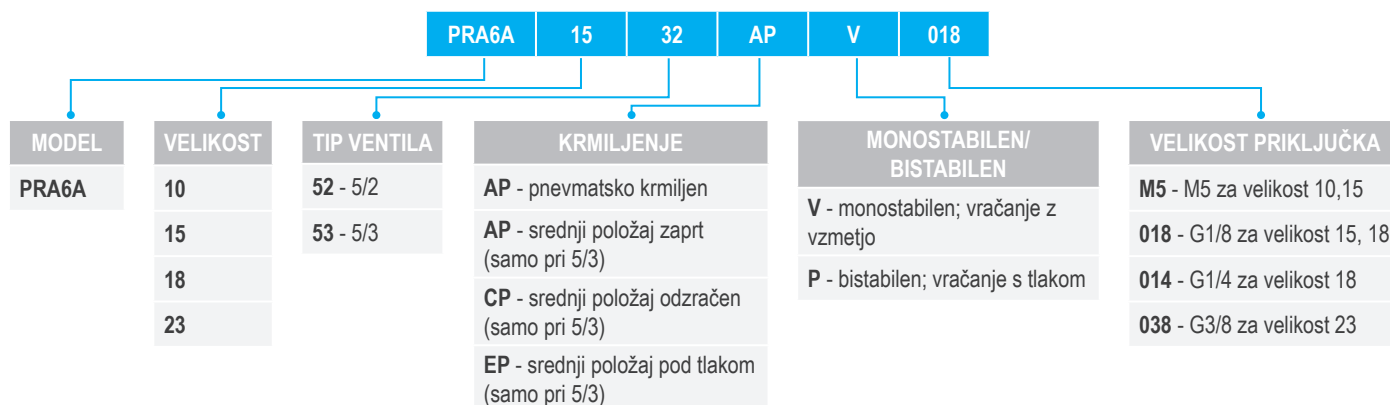 PRA6A 15 32 AP V 018
MODEL
PRA6A
VELIKOST
10
15
18
23
TIP VENTILA
52 - 5/2
53 - 5/3
KRMILJENJE
AP - pnevmatsko krmiljen
AP - srednji položaj zaprt
(samo pri 5/3)
CP - srednji položaj odzračen
(samo pri 5/3)
EP - srednji položaj pod tlakom
(samo pri 5/3)
MONOSTABILEN/
BISTABILEN
V - monostabilen; vračanje z
vzmetjo
P - bistabilen; vračanje s tlakom
VELIKOST PRIKLJUČKA
M5 - M5 za velikost 10,15
018 - G1/8 za velikost 15, 18
014 - G1/4 za velikost 18
038 - G3/8 za velikost 23